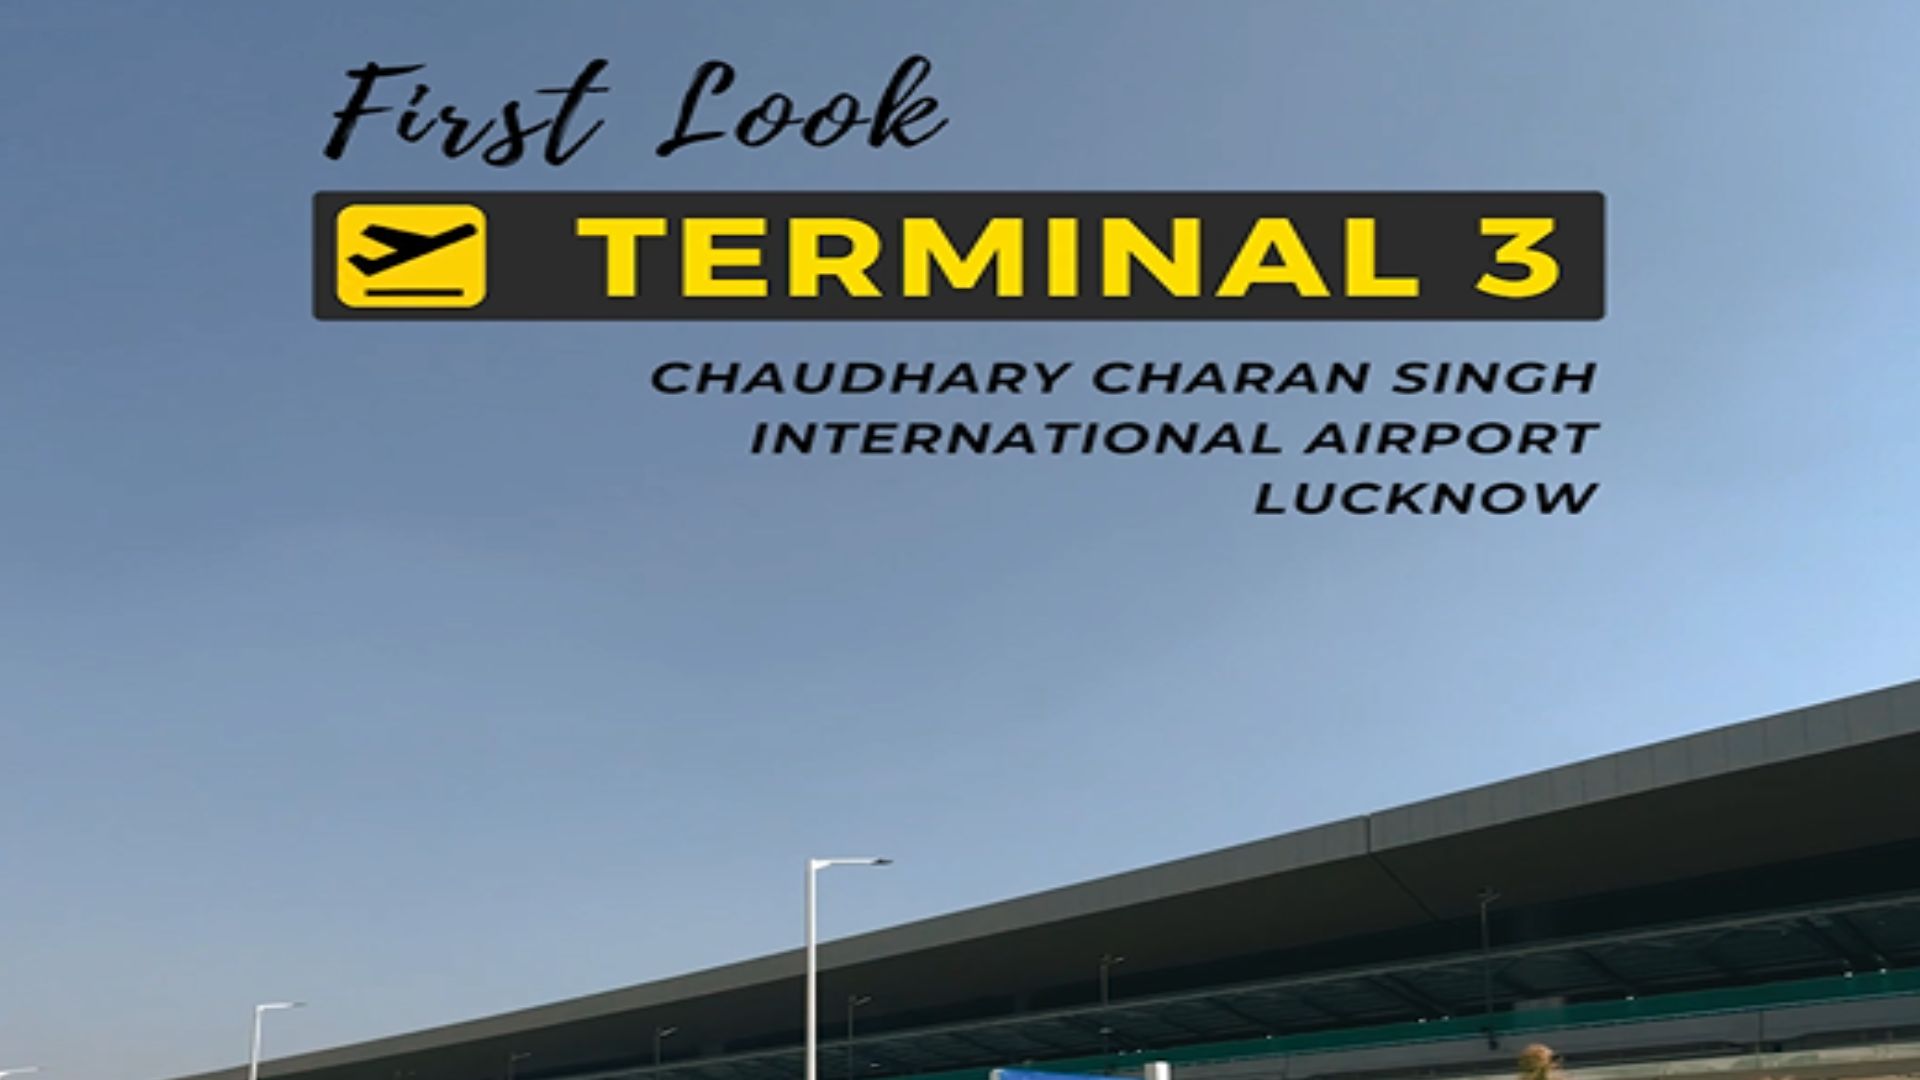 First Look
TERMINAL 3
CHAUDHARY CHARAN SINGH
INTERNATIONAL AIRPORT
LUCKNOW